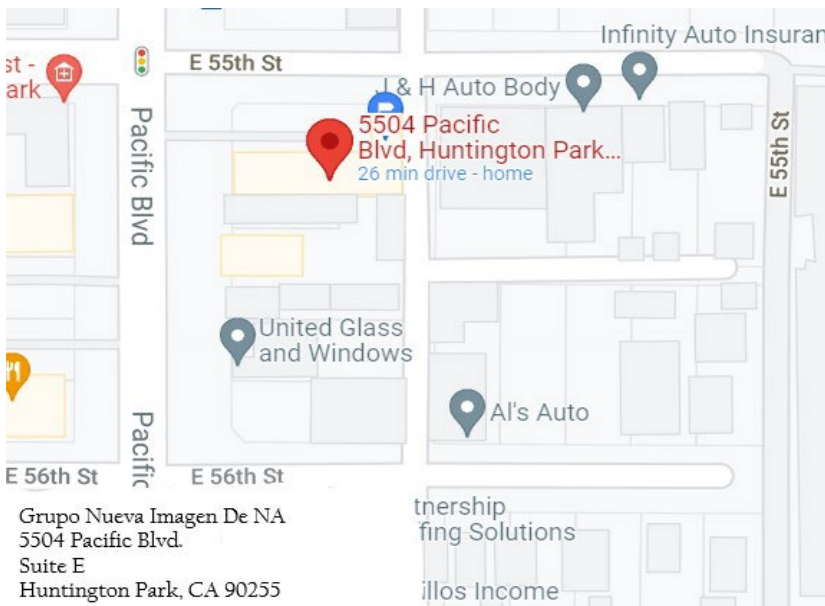 Infinity Auto Insuran
E 55th St
st -
ark
J & H Auto Body
Pacific Blvd
5504 Pacific
Blvd, Huntington Park...
26 min drive - home
E 55th St
United Glass
and Windows
Al's Auto
Pacific
E 56th St
E 56th St
Grupo Nueva Imagen De NA
5504 Pacific Blvd.
Suite E
Huntington Park, CA 90255
tnership
fing Solutions
illos Income